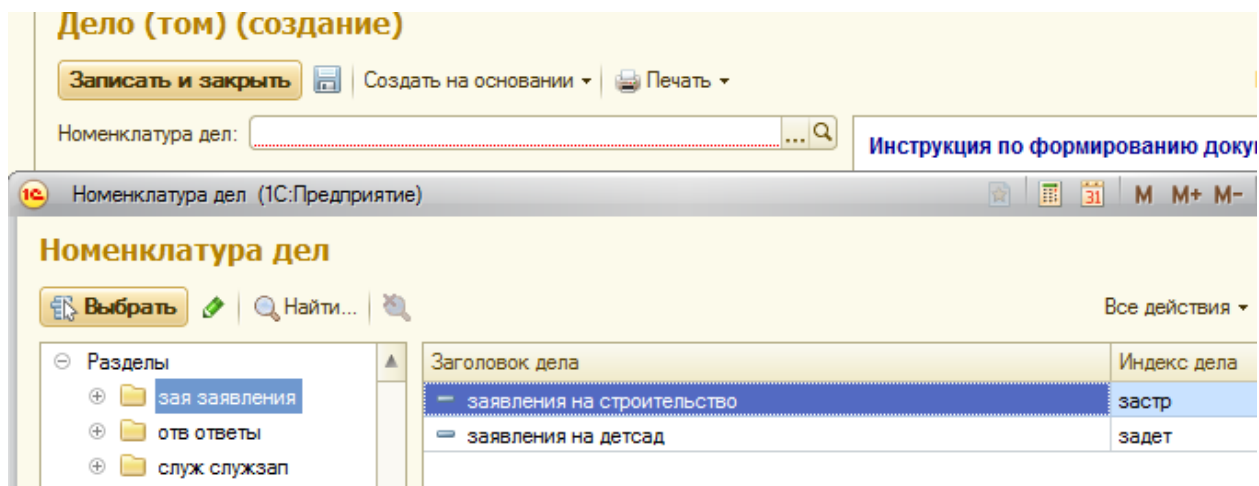 Дело (том) (создание)
Записать и закрыть Создать на основании Печать
Номенклатура дел: ...
Инструкция по формированию доку
1С Номенклатура дел (1С:Предприятие) 31 M M+ M-
Номенклатура дел
Выбрать Найти... Все действия
Разделы Заголовок дела Индекс дела
зая заявления заявления на строительство застр
отв ответы заявления на детсад задет
служ служзап